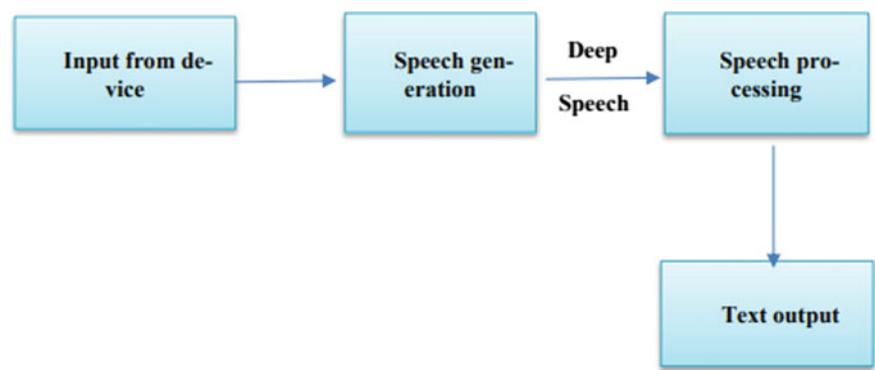 Input from de-
vice
Speech gen-
eration
Deep
Speech
Speech pro-
cessing
Text output